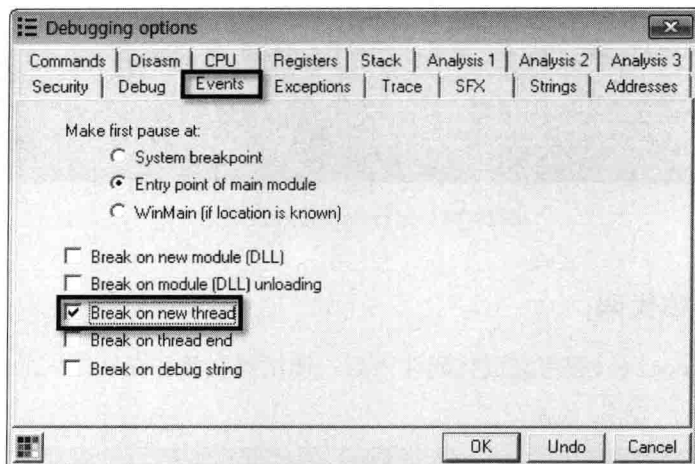 Debugging options
Commands Disasm CPU Registers Stack Analysis 1 Analysis 2 Analysis 3
Security Debug Events Exceptions Trace SFX Strings Addresses
Make first pause at:
System breakpoint
Entry point of main module
WinMain (if location is known)
Break on new module (DLL)
Break on module (DLL) unloading
Break on new thread
Break on thread end
Break on debug string
OK Undo Cancel